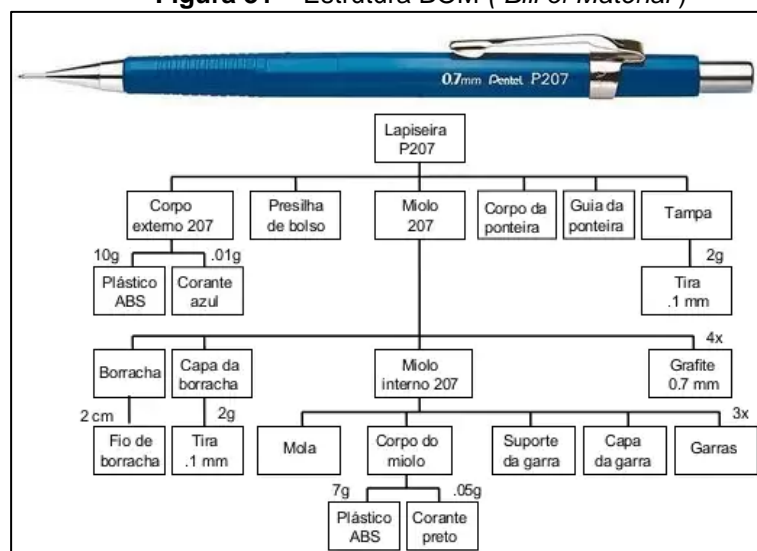 Figura 31 – Estrutura BOM ( Bill of Material )
0.7mm Pentel P207
Lapiseira
P207
Corpo
externo 207
Presilha
de bolso
Miolo
207
Corpo da
ponteira
Guia da
ponteira
Tampa
10g
.01g
2g
Plástico
ABS
Corante
azul
Tira
.1 mm
4x
Borracha
Capa da
borracha
Miolo
interno 207
Grafite
0.7 mm
2 cm
2g
3x
Fio de
borracha
Tira
.1 mm
Mola
Corpo do
miolo
Suporte
da garra
Capa
da garra
Garras
7g
.05g
Plástico
ABS
Corante
preto